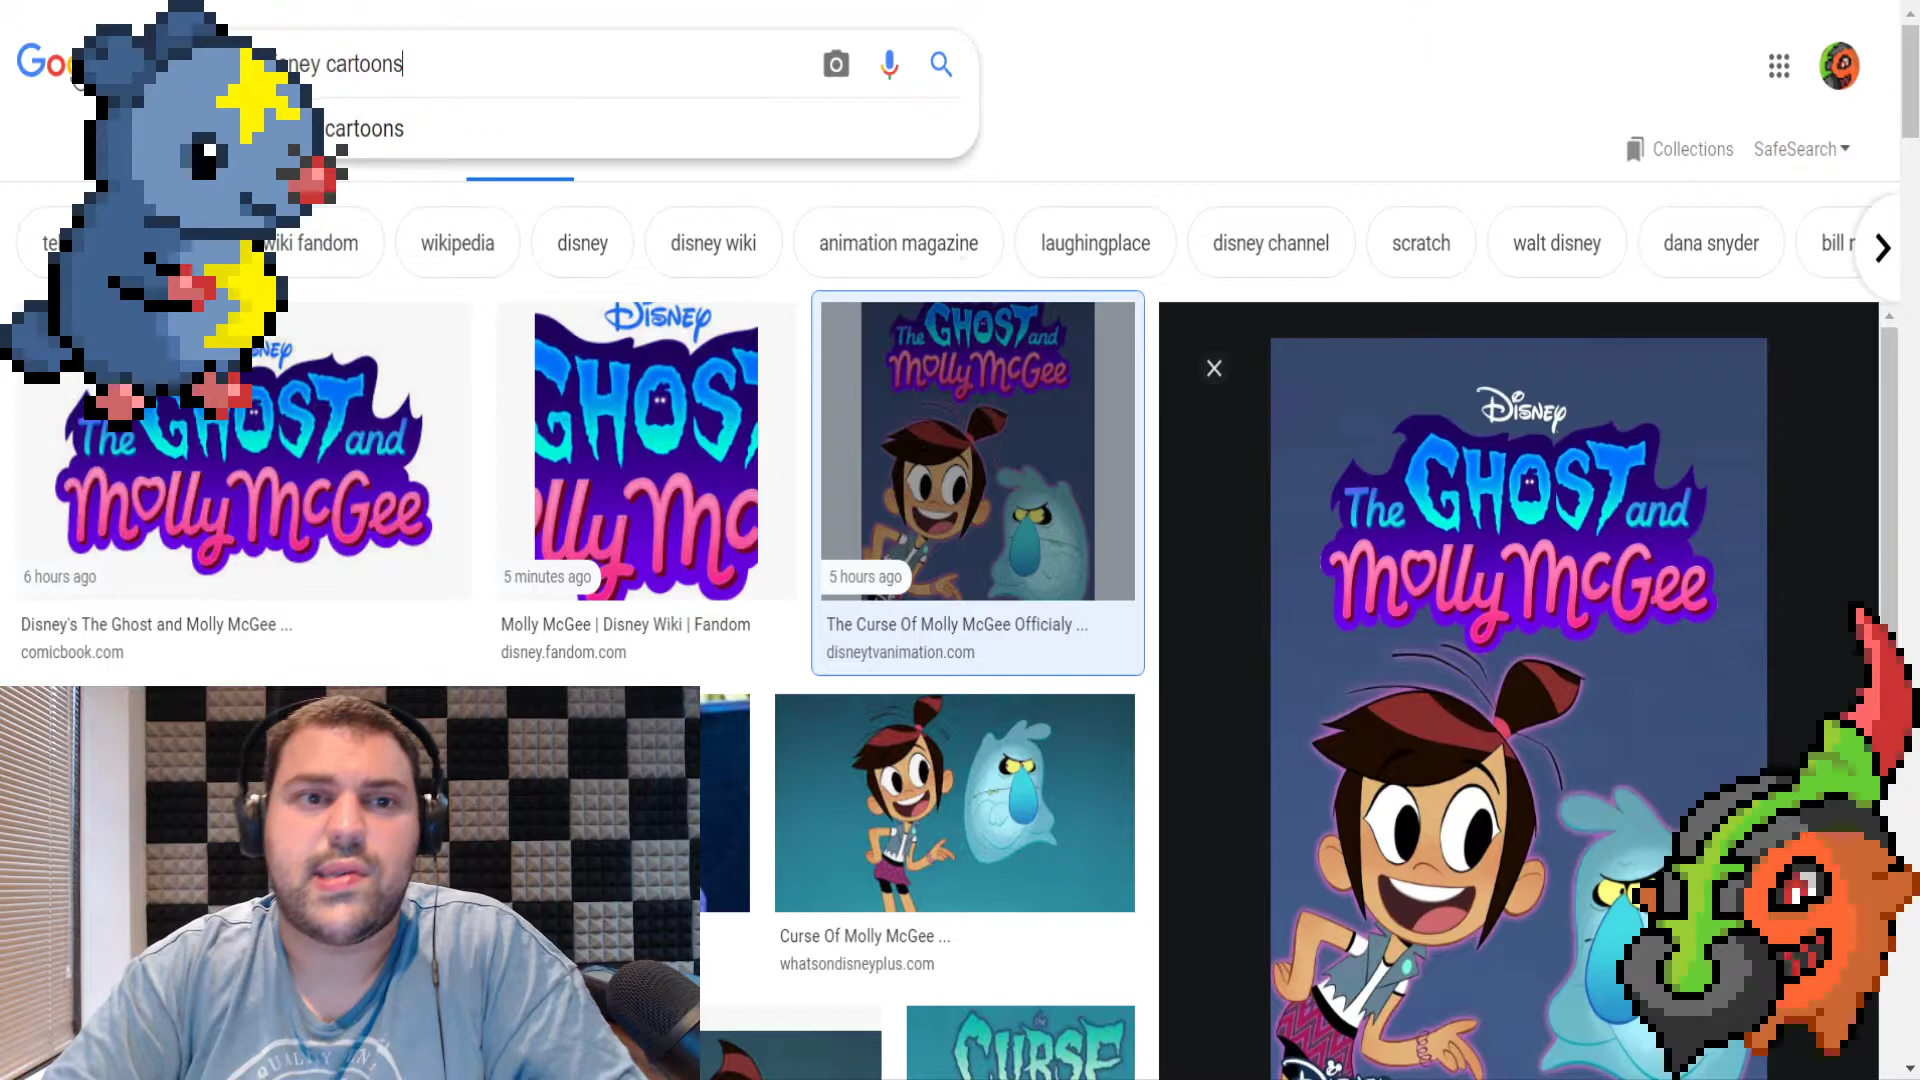 Go
ney cartoons
cartoons
Collections
SafeSearch
wiki fandom
wikipedia
disney
disney wiki
animation magazine
laughingplace
disney channel
scratch
walt disney
dana snyder
bill
The GHOST and
Molly McGee
6 hours ago
Disney's The Ghost and Molly McGee ...
comicbook.com
Disney
GHOST
lly Mc
5 minutes ago
Molly McGee | Disney Wiki | Fandom
disney.fandom.com
The GHOST and
Molly McGee
5 hours ago
The Curse Of Molly McGee Officialy ...
disneytvanimation.com
Disney
The GHOST and
Molly McGee
Curse Of Molly McGee ...
whatsondisneyplus.com
the
CURSE